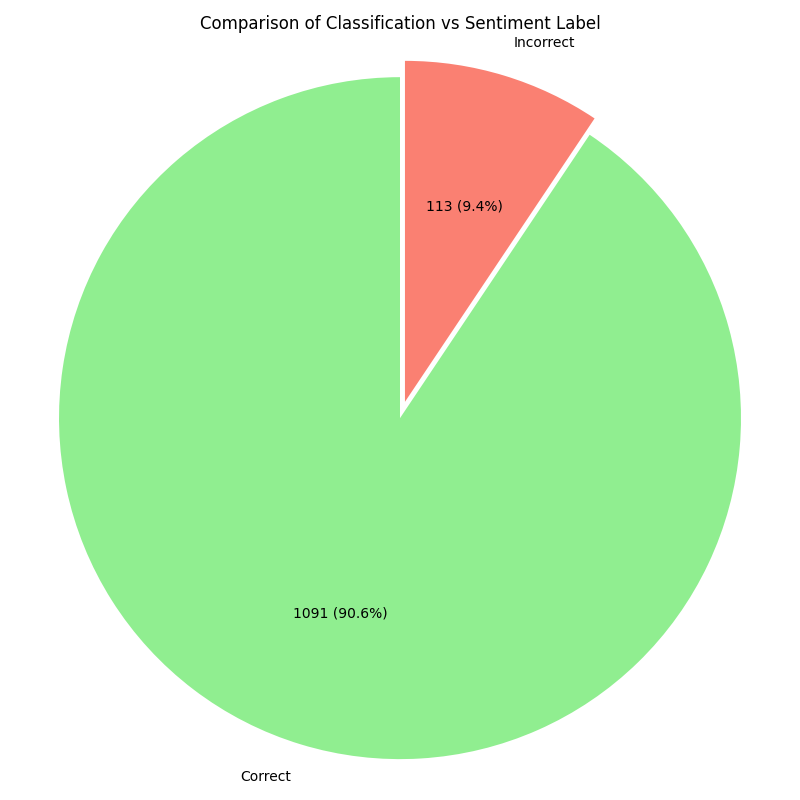 Comparison of Classification vs Sentiment Label
Incorrect
113 (9.4%)
1091 (90.6%)
Correct